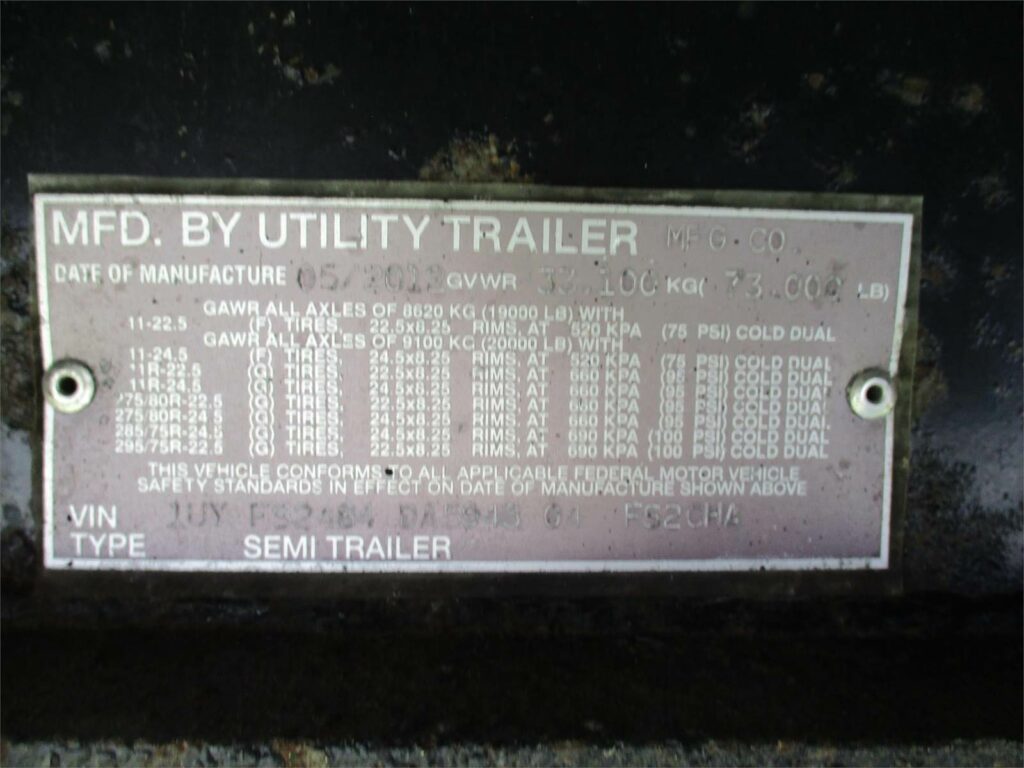 MFD. BY UTILITY TRAILER MFG. CO.
DATE OF MANUFACTURE 05/2012 GVWR 33,100 KG( 73,000 LB)
GAWR ALL AXLES OF 8620 KG (19000 LB) WITH
11-22.5 (F) TIRES, 22.5x8.25 RIMS, AT 520 KPA (75 PSI) COLD DUAL
GAWR ALL AXLES OF 9100 KG (20000 LB) WITH
11-24.5 (F) TIRES, 24.5x8.25 RIMS, AT 520 KPA (75 PSI) COLD DUAL
11R-22.5 (G) TIRES, 22.5x8.25 RIMS, AT 660 KPA (95 PSI) COLD DUAL
11R-24.5 (G) TIRES, 24.5x8.25 RIMS, AT 660 KPA (95 PSI) COLD DUAL
275/80R-22.5 (G) TIRES, 22.5x8.25 RIMS, AT 660 KPA (95 PSI) COLD DUAL
275/80R-24.5 (G) TIRES, 24.5x8.25 RIMS, AT 660 KPA (95 PSI) COLD DUAL
285/75R-24.5 (G) TIRES, 24.5x8.25 RIMS, AT 690 KPA (100 PSI) COLD DUAL
295/75R-22.5 (G) TIRES, 22.5x8.25 RIMS, AT 690 KPA (100 PSI) COLD DUAL
THIS VEHICLE CONFORMS TO ALL APPLICABLE FEDERAL MOTOR VEHICLE
SAFETY STANDARDS IN EFFECT ON DATE OF MANUFACTURE SHOWN ABOVE
VIN 1UY FS2484 04 FS2CHA
TYPE SEMI TRAILER